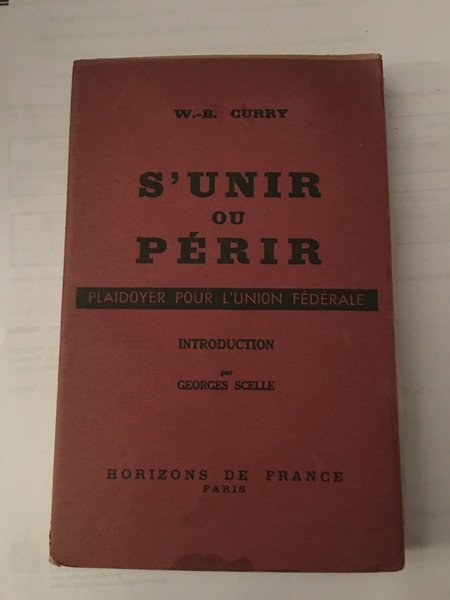 W.-B. CURRY
S'UNIR
OU
PÉRIR
PLAIDOYER POUR L'UNION FÉDÉRALE
INTRODUCTION
par
GEORGES SCELLE
HORIZONS DE FRANCE
PARIS